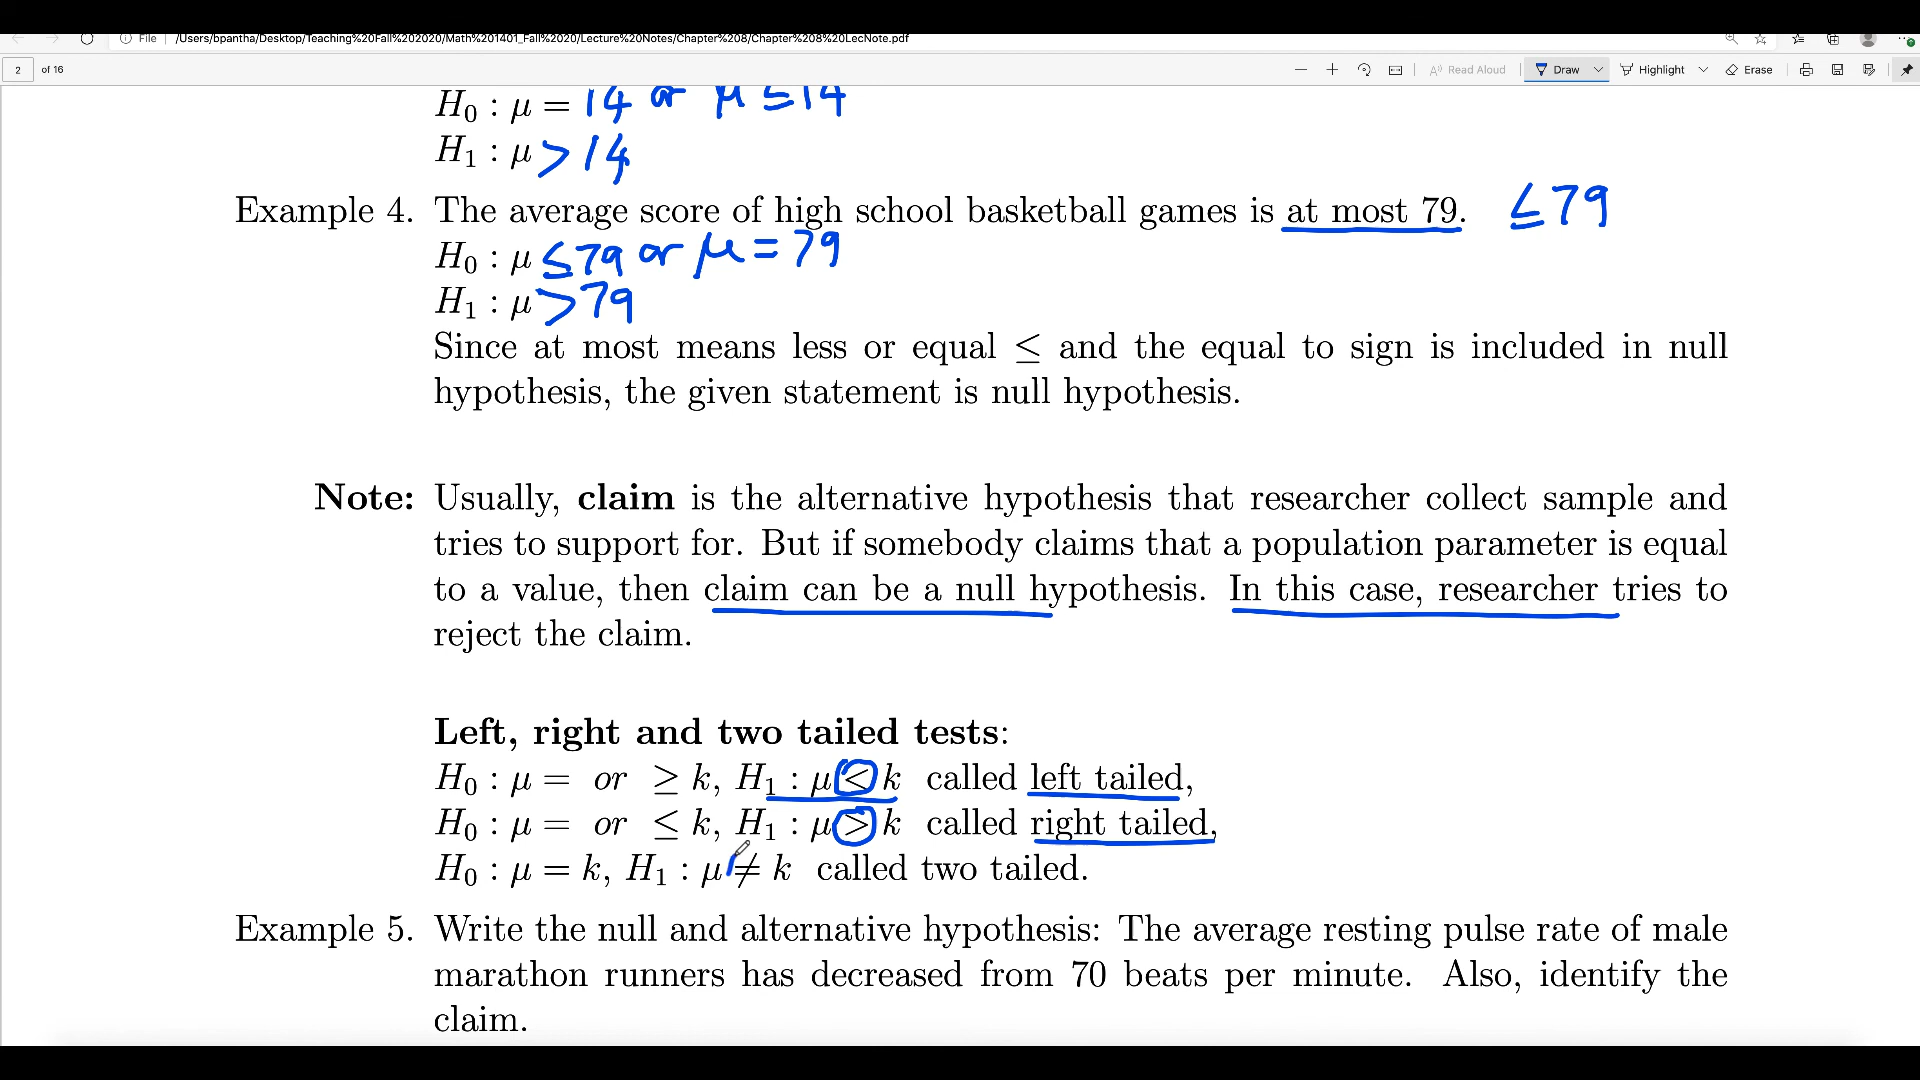 File /Users/bpantha/Desktop/Teaching%20Fall%202020/Math%201401_Fall%2020/Lecture%20Notes/Chapter%208/Chapter%208%20LecNote.pdf
2 of 16 Read Aloud Draw Highlight Erase
H₀ : μ = 14 or μ ≤ 14
H₁ : μ > 14
Example 4. The average score of high school basketball games is at most 79. ≤ 79
H₀ : μ ≤ 79 or μ = 79
H₁ : μ > 79
Since at most means less or equal ≤ and the equal to sign is included in null
hypothesis, the given statement is null hypothesis.
Note: Usually, claim is the alternative hypothesis that researcher collect sample and
tries to support for. But if somebody claims that a population parameter is equal
to a value, then claim can be a null hypothesis. In this case, researcher tries to
reject the claim.
Left, right and two tailed tests:
H₀ : μ = or ≥ k, H₁ : μ < k called left tailed,
H₀ : μ = or ≤ k, H₁ : μ > k called right tailed,
H₀ : μ = k, H₁ : μ ≠ k called two tailed.
Example 5. Write the null and alternative hypothesis: The average resting pulse rate of male
marathon runners has decreased from 70 beats per minute. Also, identify the
claim.